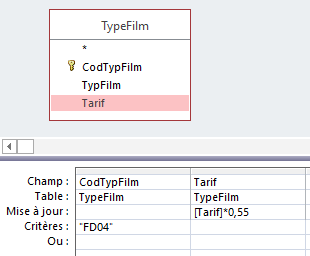 TypeFilm
*
CodTypFilm
TypFilm
Tarif
Champ : CodTypFilm Tarif
Table : TypeFilm TypeFilm
Mise à jour : [Tarif]*0,55
Critères : "FD04"
Ou :